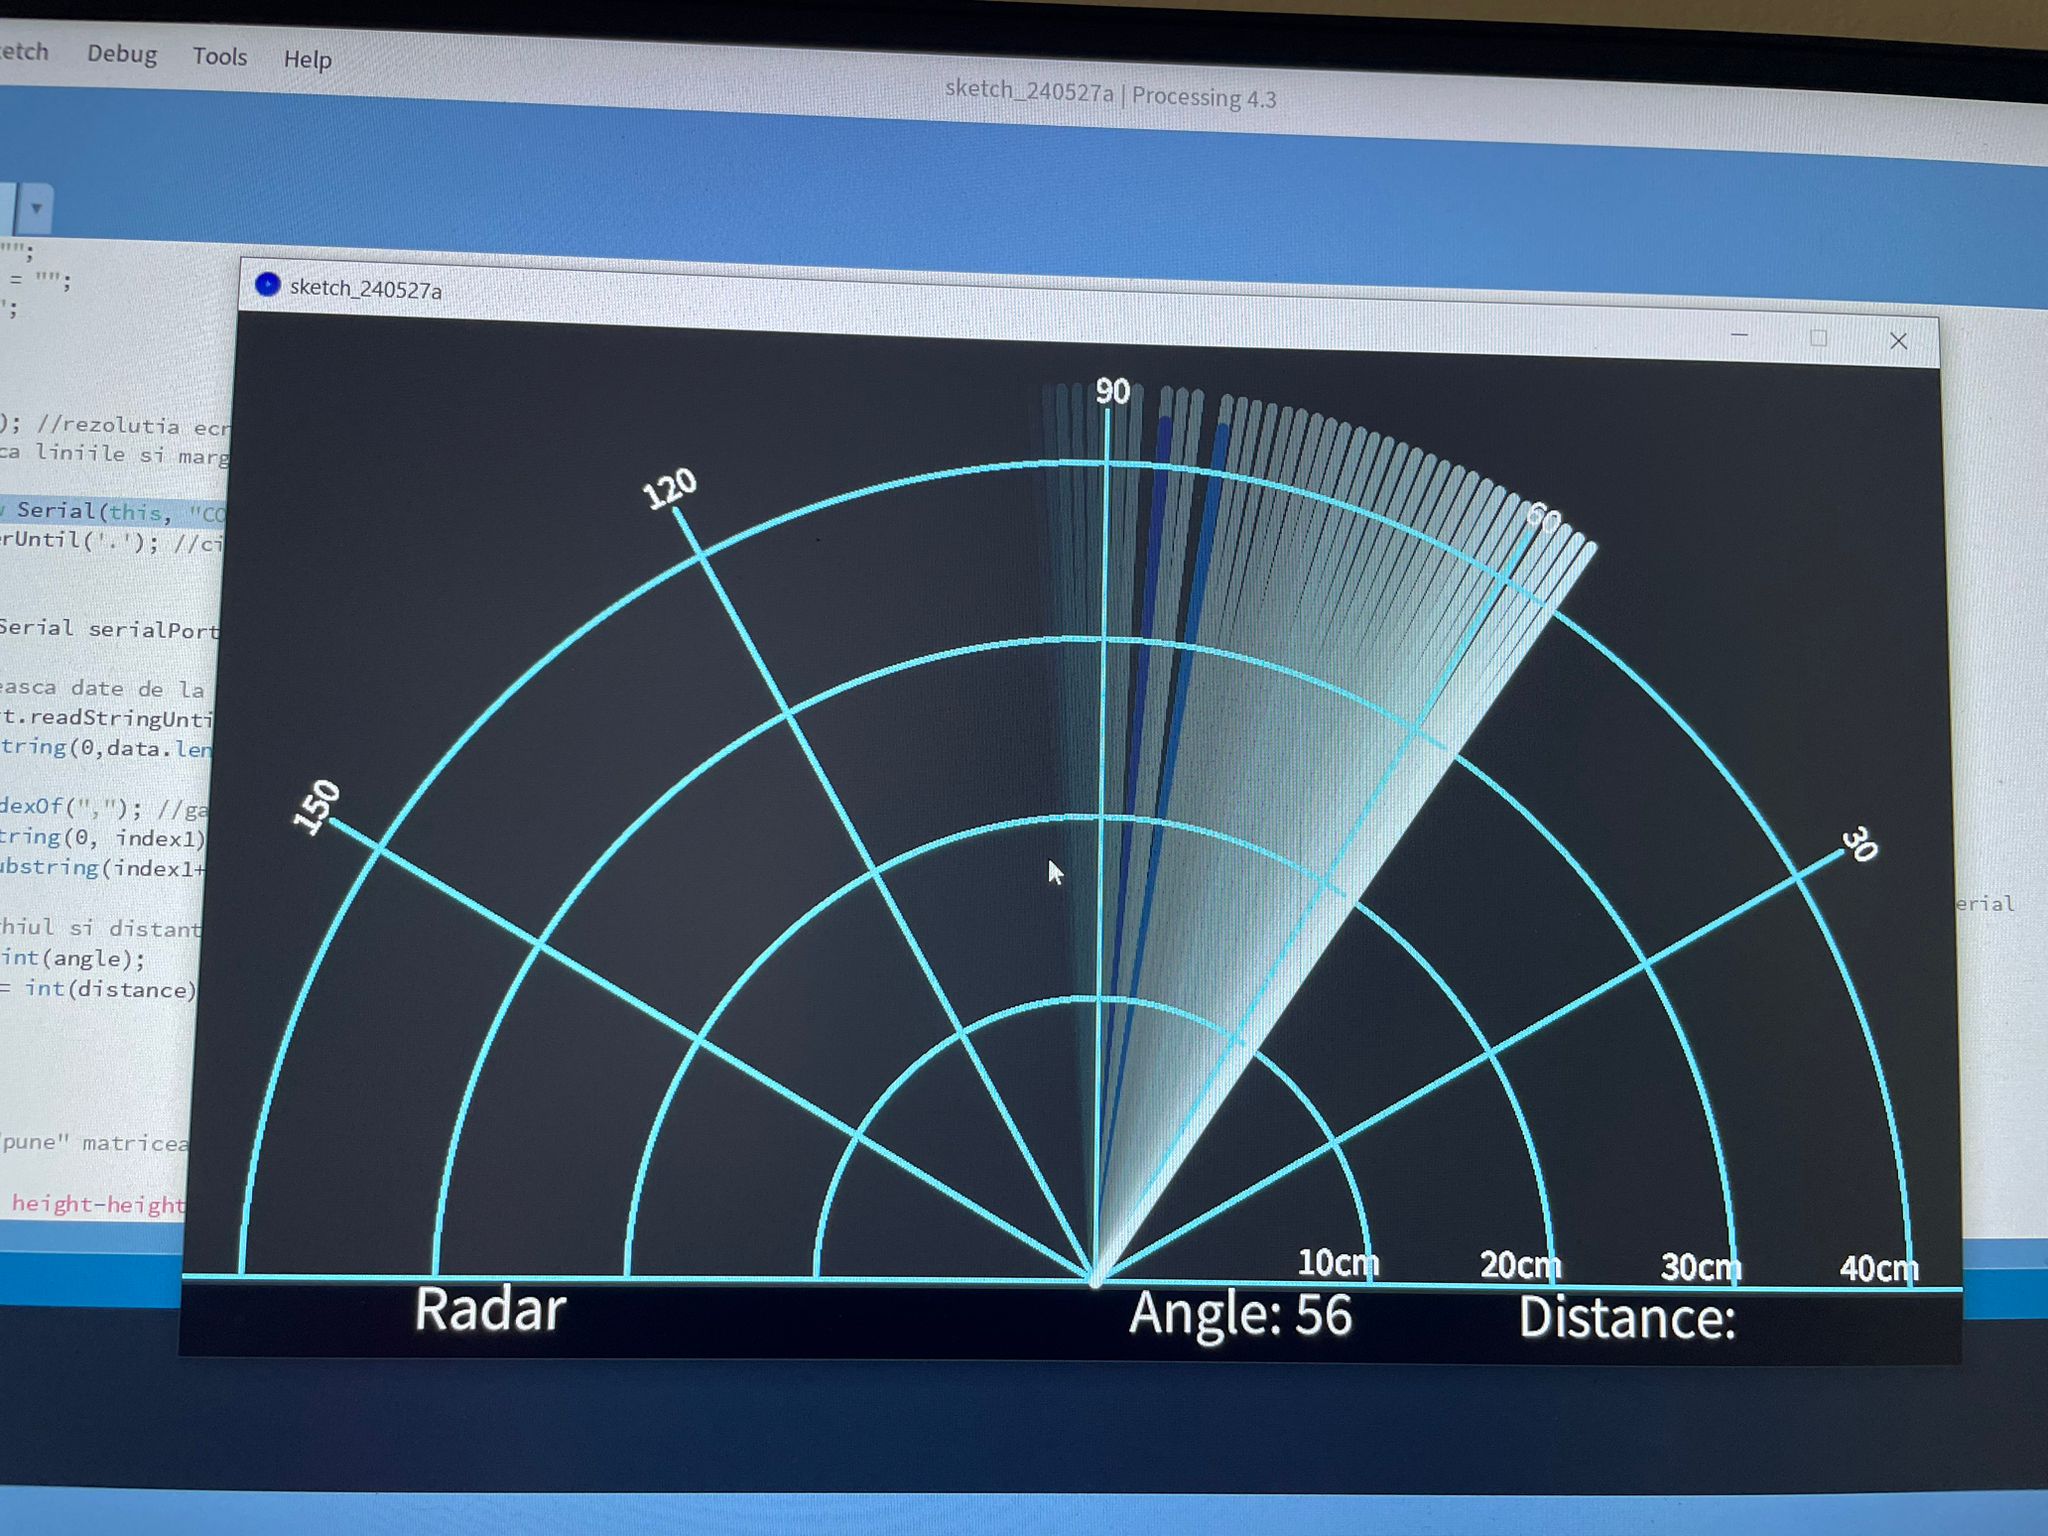 etch Debug Tools Help
sketch_240527a | Processing 4.3
"";
= "";
';
sketch_240527a
); //rezolutia ecr
ca liniile si marg
Serial(this, "CO
erUntil('.'); //ci
Serial serialPort
easca date de la
t.readStringUnti
tring(0,data.len
dexOf(","); //ga
tring(0, index1)
ubstring(index1+
hiul si distant
int(angle);
= int(distance)
"pune" matricea
height-height
erial
90
120
60
150
30
10cm 20cm 30cm 40cm
Radar Angle: 56 Distance: